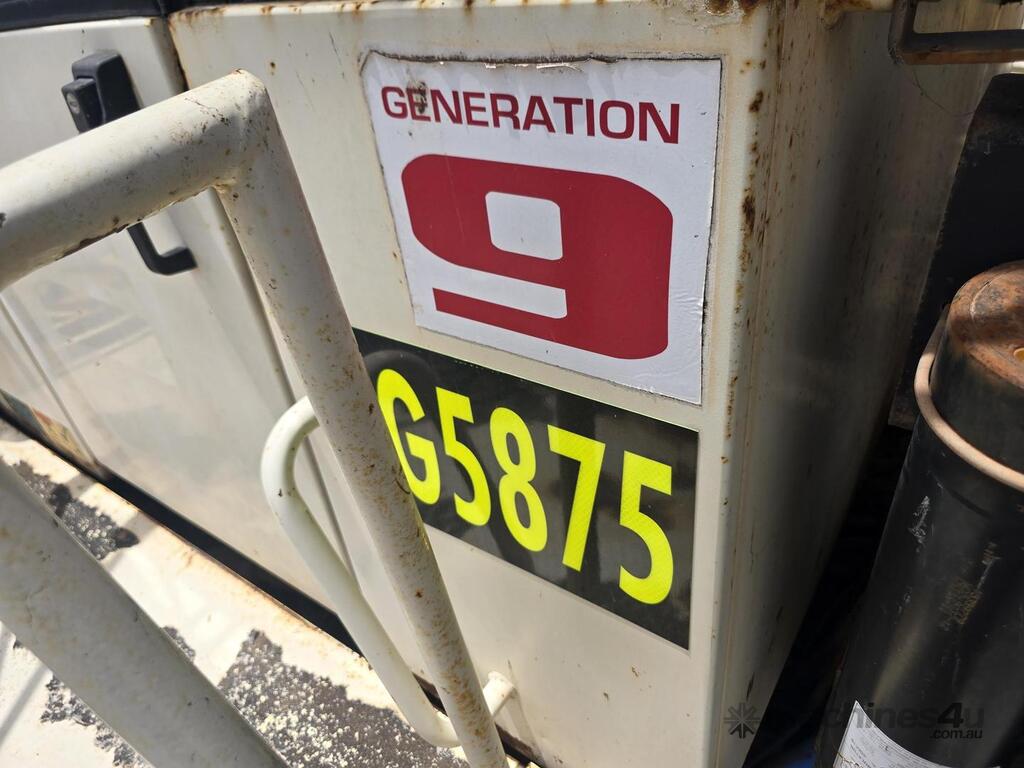 GENERATION
9
G5875
machines4u
.com.au